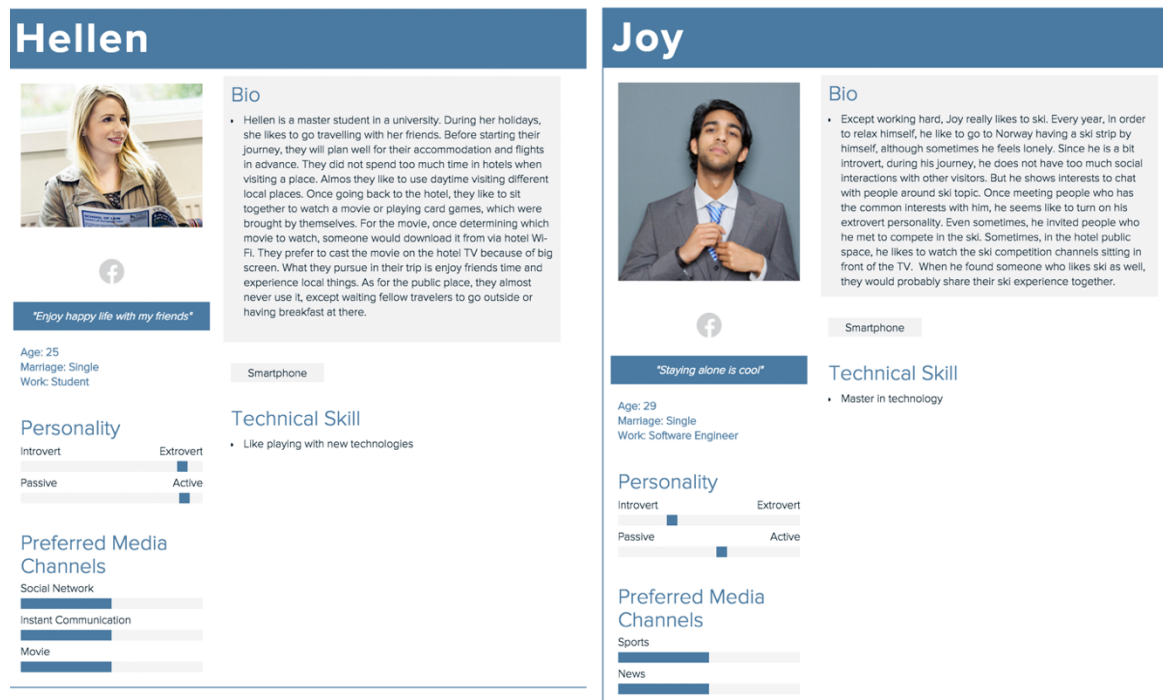 Hellen
Bio
• Hellen is a master student in a university. During her holidays,
she likes to go travelling with her friends. Before starting their
journey, they will plan well for their accommodation and flights
in advance. They did not spend too much time in hotels when
visiting a place. Almos they like to use daytime visiting different
local places. Once going back to the hotel, they like to sit
together to watch a movie or playing card games, which were
brought by themselves. For the movie, once determining which
movie to watch, someone would download it from via hotel Wi-
Fi. They prefer to cast the movie on the hotel TV because of big
screen. What they pursue in their trip is enjoy friends time and
experience local things. As for the public place, they almost
never use it, except waiting fellow travelers to go outside or
having breakfast at there.
"Enjoy happy life with my friends"
Age: 25
Marriage: Single
Work: Student
Smartphone
Technical Skill
• Like playing with new technologies
Personality
Introvert Extrovert
Passive Active
Preferred Media
Channels
Social Network
Instant Communication
Movie
Joy
Bio
• Except working hard, Joy really likes to ski. Every year, in order
to relax himself, he like to go to Norway having a ski strip by
himself, although sometimes he feels lonely. Since he is a bit
introvert, during his journey, he does not have too much social
interactions with other visitors. But he shows interests to chat
with people around ski topic. Once meeting people who has
the common interests with him, he seems like to turn on his
extrovert personality. Even sometimes, he invited people who
he met to compete in the ski. Sometimes, in the hotel public
space, he likes to watch the ski competition channels sitting in
front of the TV. When he found someone who likes ski as well,
they would probably share their ski experience together.
Smartphone
"Staying alone is cool"
Technical Skill
• Master in technology
Age: 29
Marriage: Single
Work: Software Engineer
Personality
Introvert Extrovert
Passive Active
Preferred Media
Channels
Sports
News